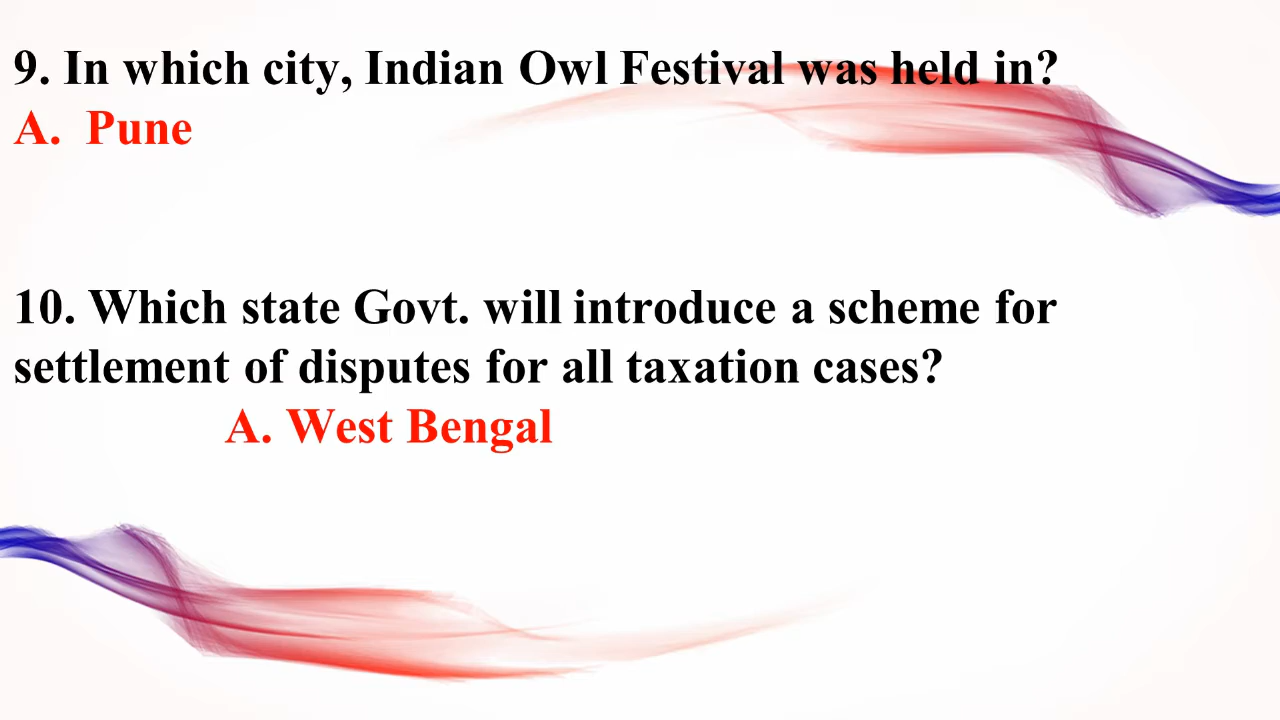 9. In which city, Indian Owl Festival was held in?
A. Pune
10. Which state Govt. will introduce a scheme for
settlement of disputes for all taxation cases?
A. West Bengal